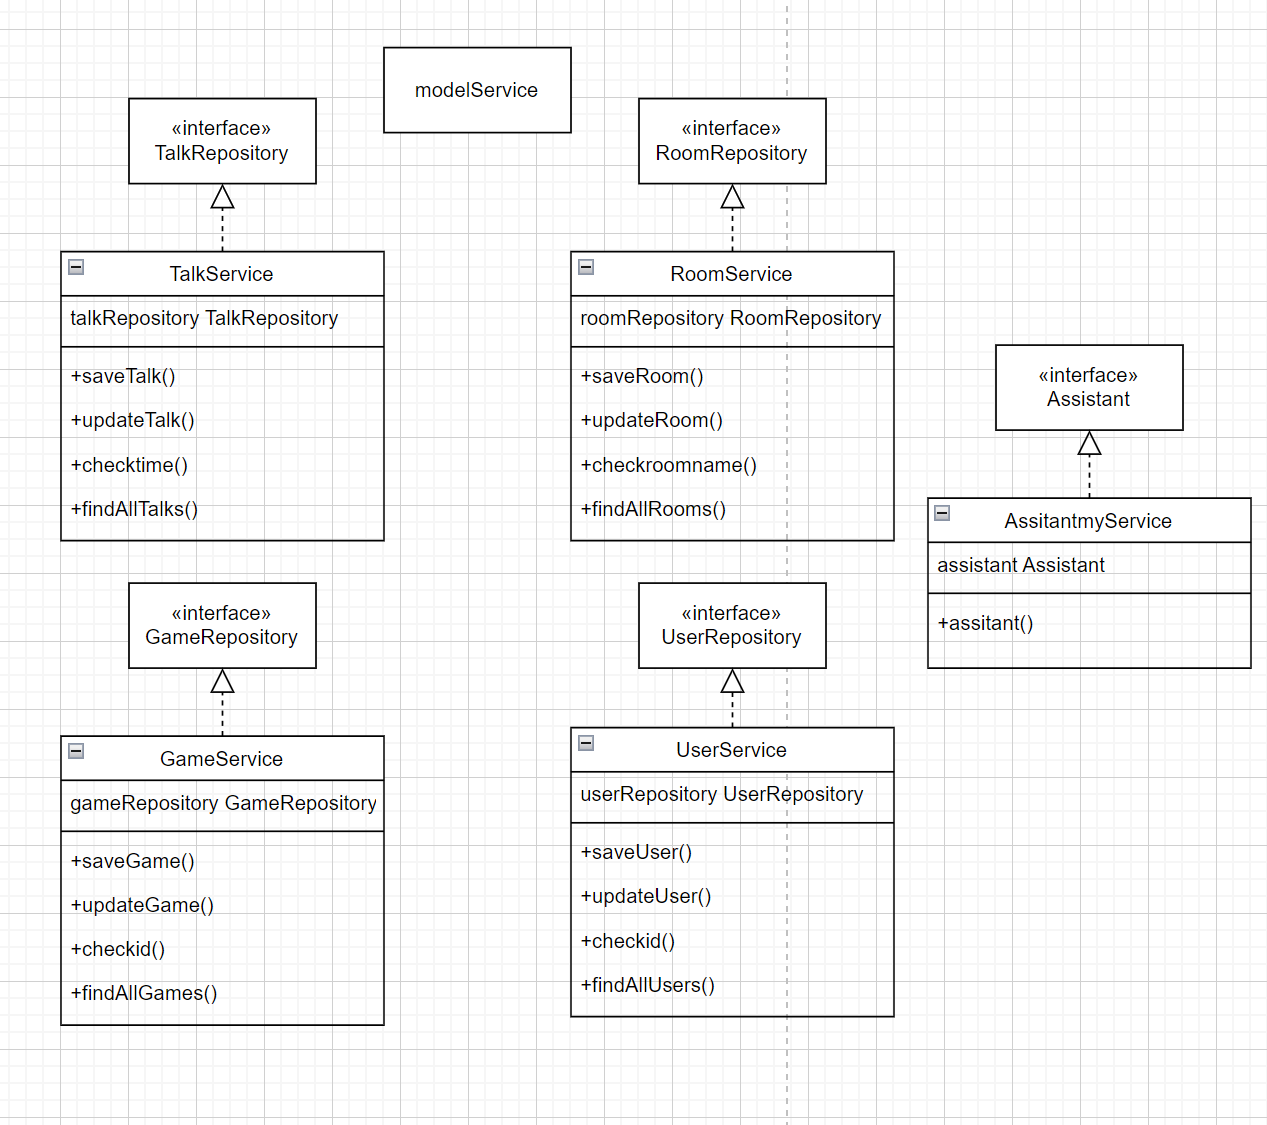 modelService
«interface»
TalkRepository
«interface»
RoomRepository
TalkService
talkRepository TalkRepository
+saveTalk()
+updateTalk()
+checktime()
+findAllTalks()
RoomService
roomRepository RoomRepository
+saveRoom()
+updateRoom()
+checkroomname()
+findAllRooms()
«interface»
Assistant
AssitantmyService
assistant Assistant
+assitant()
«interface»
GameRepository
«interface»
UserRepository
GameService
gameRepository GameRepository
+saveGame()
+updateGame()
+checkid()
+findAllGames()
UserService
userRepository UserRepository
+saveUser()
+updateUser()
+checkid()
+findAllUsers()